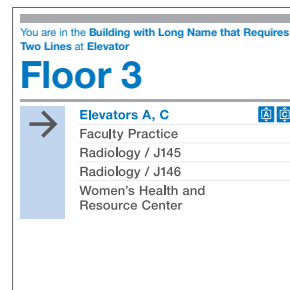 You are in the Building with Long Name that Requires
Two Lines at Elevator
Floor 3
Elevators A, C A C
Faculty Practice
Radiology / J145
Radiology / J146
Women's Health and
Resource Center